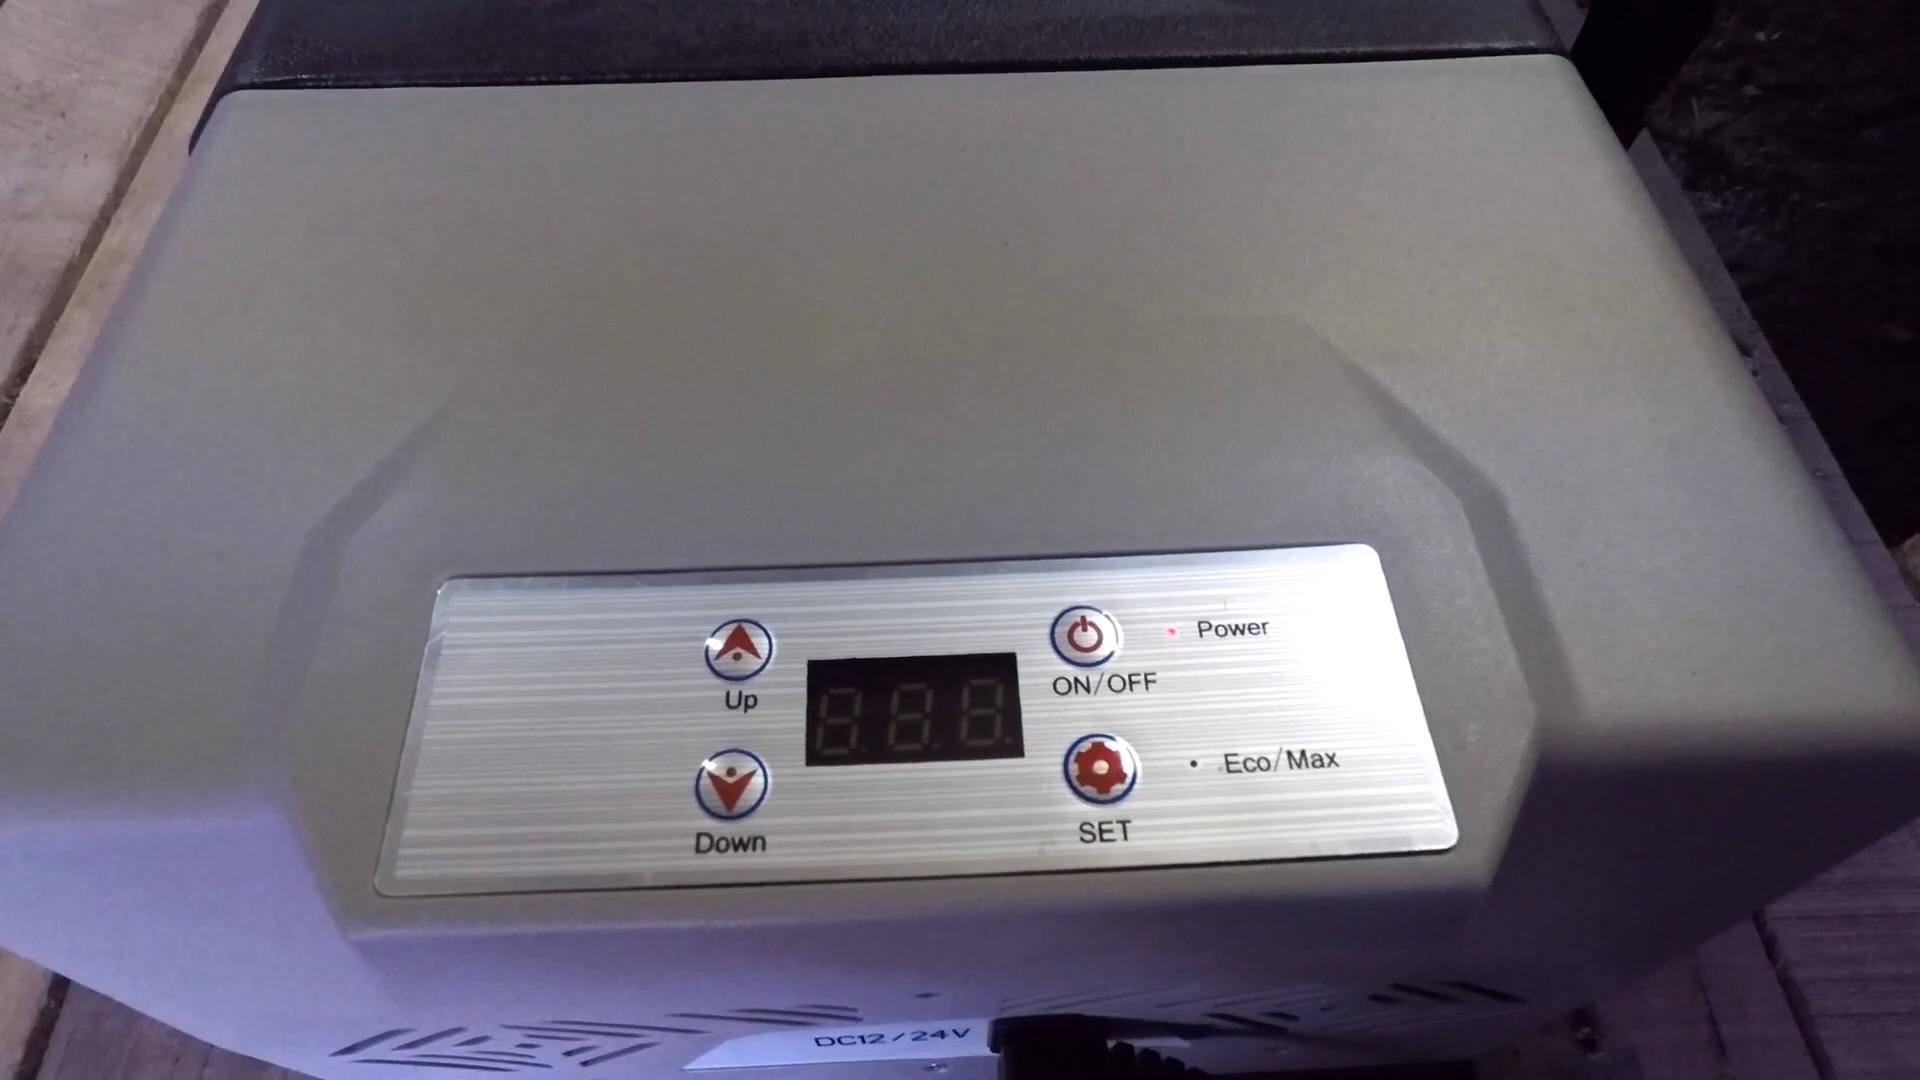 Up
Down
ON/OFF
Power
SET
Eco/Max
DC12/24V